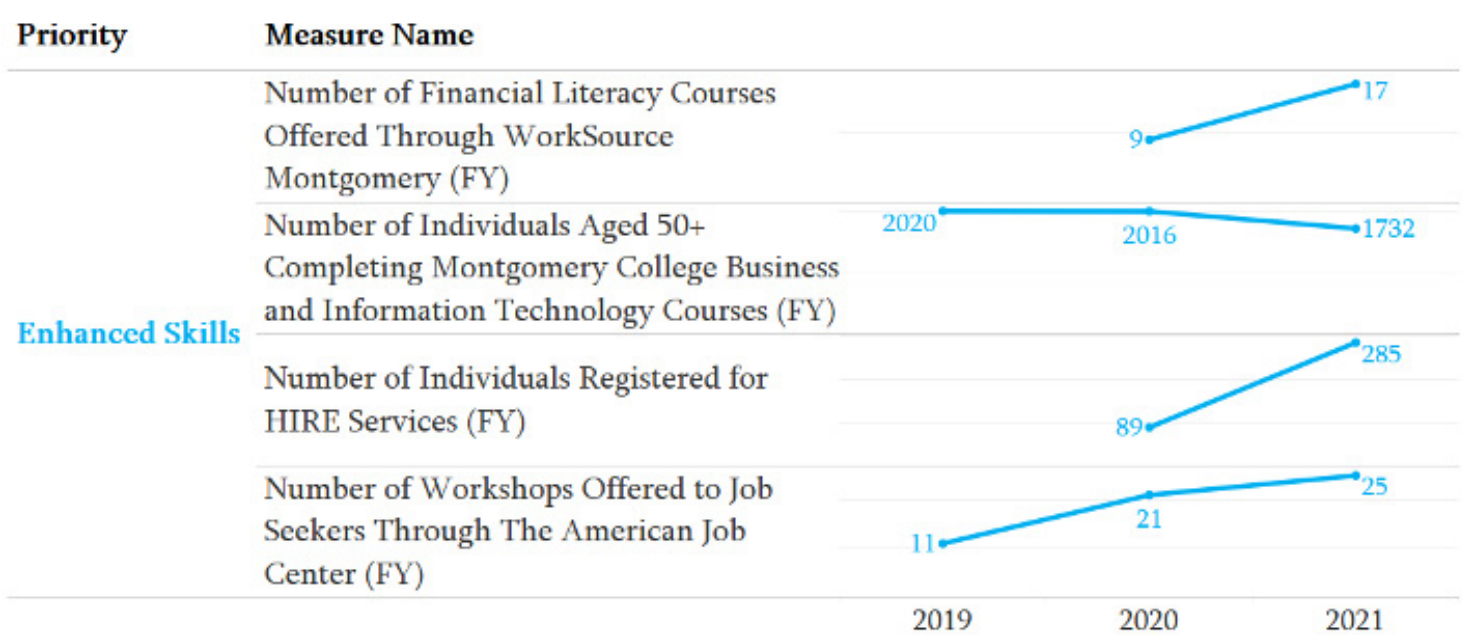 Priority
Measure Name
Number of Financial Literacy Courses
Offered Through WorkSource
Montgomery (FY)
9
17
Number of Individuals Aged 50+
Completing Montgomery College Business
and Information Technology Courses (FY)
2020
2016
1732
Enhanced Skills
Number of Individuals Registered for
HIRE Services (FY)
89
285
Number of Workshops Offered to Job
Seekers Through The American Job
Center (FY)
11
21
25
2019
2020
2021